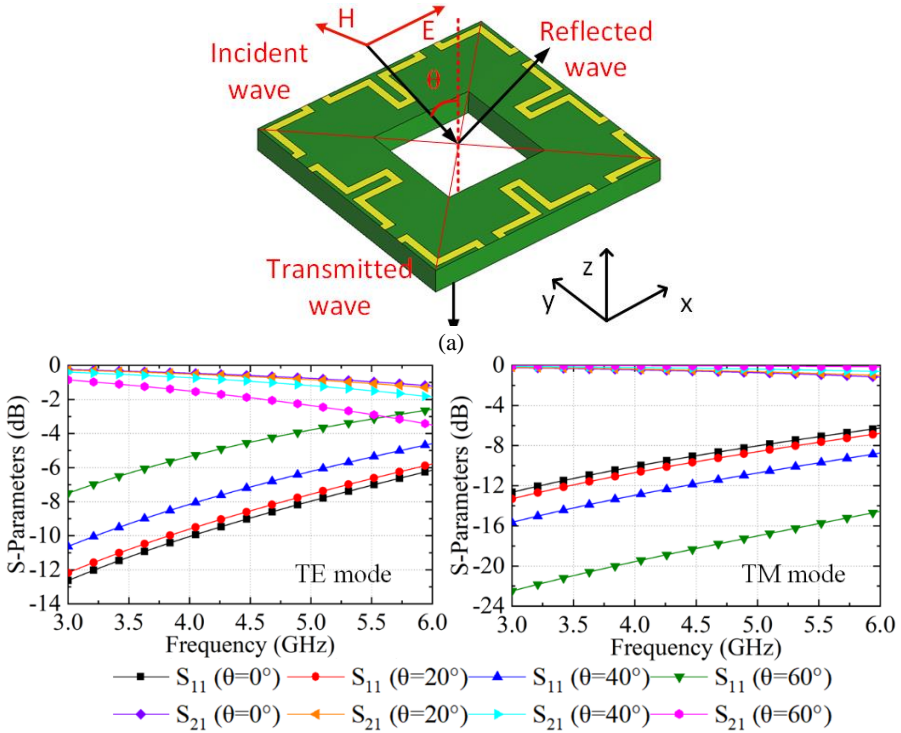 H
E
Incident
wave
θ
Reflected
wave
Transmitted
wave
z
y
x
(a)
S-Parameters (dB)
0
-2
-4
-6
-8
-10
-12
-14
TE mode
3.0 3.5 4.0 4.5 5.0 5.5 6.0
Frequency (GHz)
S-Parameters (dB)
0
-4
-8
-12
-16
-20
-24
TM mode
3.0 3.5 4.0 4.5 5.0 5.5 6.0
Frequency (GHz)
S11 (θ=0°) S11 (θ=20°) S11 (θ=40°) S11 (θ=60°)
S21 (θ=0°) S21 (θ=20°) S21 (θ=40°) S21 (θ=60°)